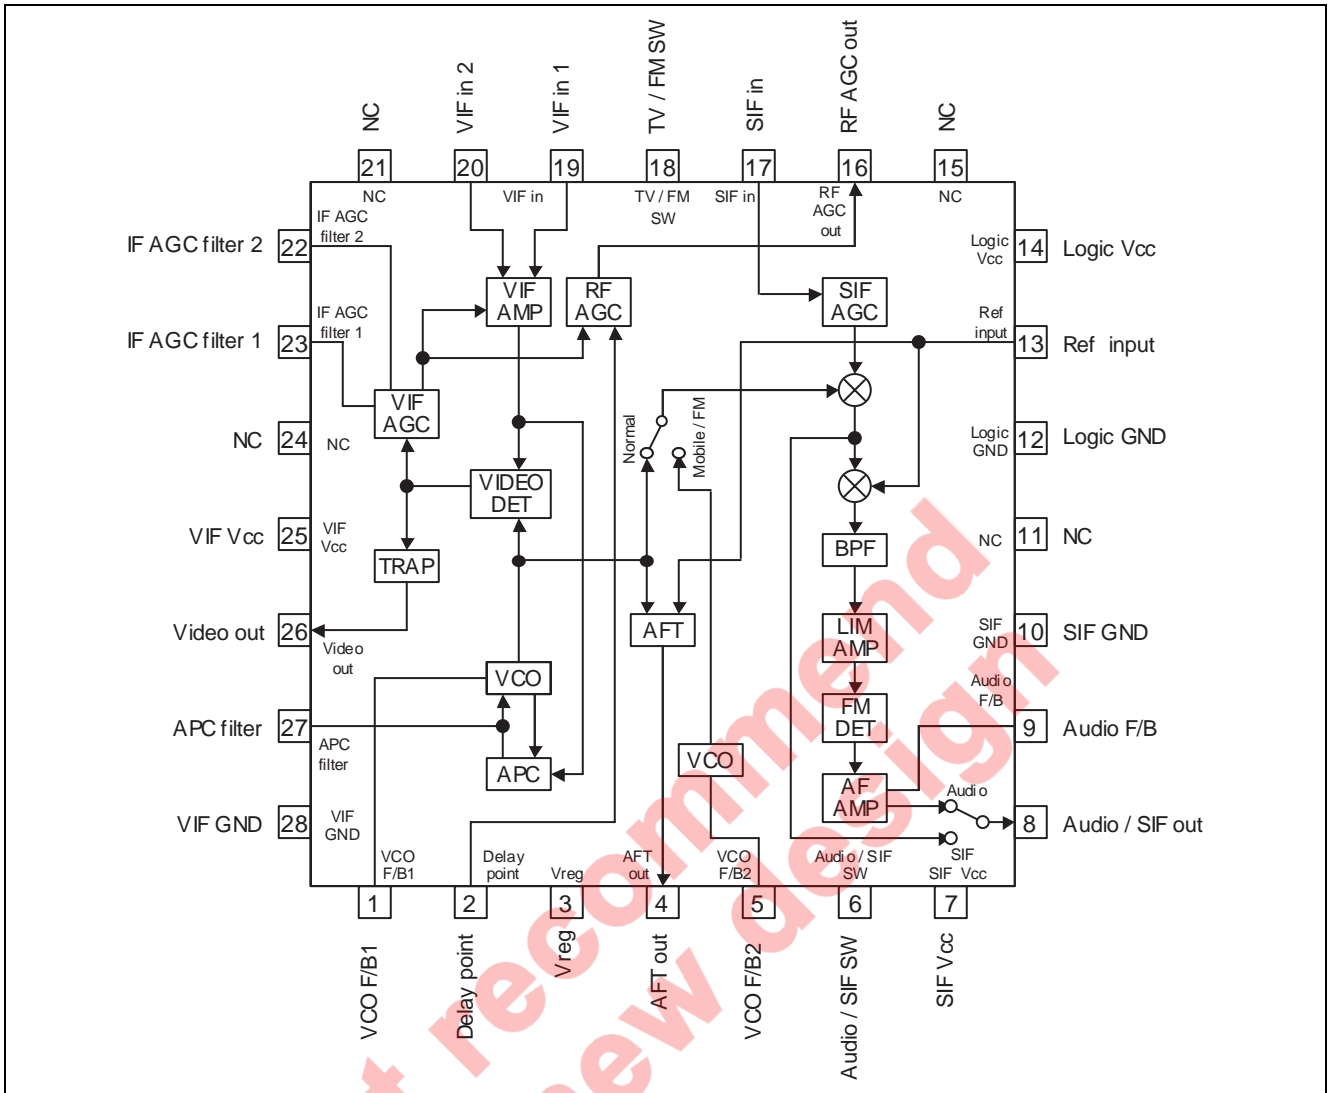 NC
VIF in 2
VIF in 1
TV / FM SW
SIF in
RF AGC out
NC
21
20
19
18
17
16
15
NC
VIF in
TV / FM
SW
SIF in
RF
AGC
out
NC
IF AGC filter 2
22
IF AGC
filter 2
Logic
Vcc
14
Logic Vcc
VIF
AMP
RF
AGC
SIF
AGC
IF AGC filter 1
23
IF AGC
filter 1
Ref
input
13
Ref input
VIF
AGC
Normal
Mobile / FM
NC
24
NC
Logic
GND
12
Logic GND
VIDEO
DET
VIF Vcc
25
VIF
Vcc
BPF
NC
11
NC
TRAP
Video out
26
Video
out
AFT
LIM
AMP
SIF
GND
10
SIF GND
VCO
APC filter
27
APC
filter
FM
DET
Audio
F/B
9
Audio F/B
APC
VCO
AF
AMP
Audio
VIF GND
28
VIF
GND
8
Audio / SIF out
SIF
VCO
F/B1
Delay
point
Vreg
AFT
out
VCO
F/B2
Audio / SIF
SW
SIF Vcc
1
2
3
4
5
6
7
VCO F/B1
Delay point
Vreg
AFT out
VCO F/B2
Audio / SIF SW
SIF Vcc
t recommend
ew design